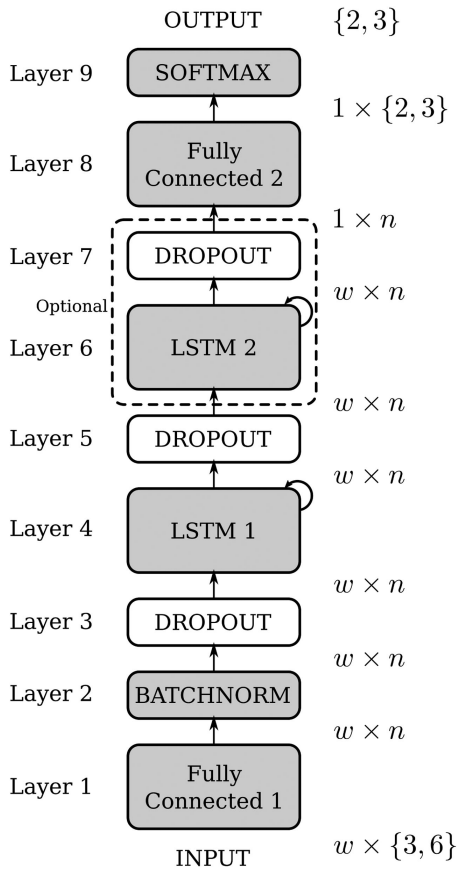 OUTPUT {2, 3}
Layer 9 SOFTMAX
1 × {2, 3}
Layer 8 Fully
Connected 2
1 × n
Layer 7 DROPOUT
w × n
Optional
Layer 6 LSTM 2
w × n
Layer 5 DROPOUT
w × n
Layer 4 LSTM 1
w × n
Layer 3 DROPOUT
w × n
Layer 2 BATCHNORM
w × n
Layer 1 Fully
Connected 1
INPUT w × {3, 6}